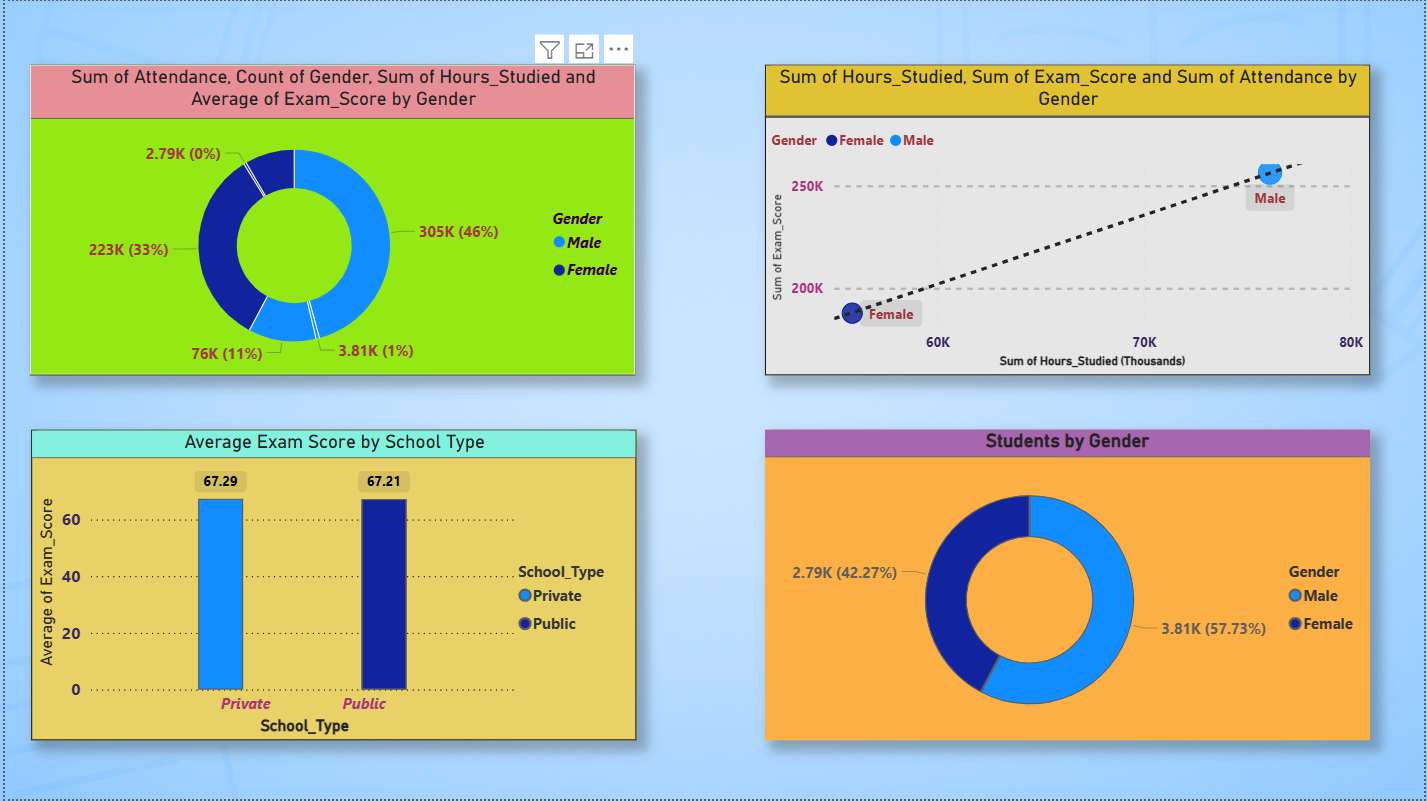 Sum of Attendance, Count of Gender, Sum of Hours_Studied and
Average of Exam_Score by Gender
2.79K (0%)
305K (46%)
223K (33%)
76K (11%)
3.81K (1%)
Gender
Male
Female
Sum of Hours_Studied, Sum of Exam_Score and Sum of Attendance by
Gender
Gender Female Male
Sum of Exam_Score
250K
200K
Male
Female
60K 70K 80K
Sum of Hours_Studied (Thousands)
Average Exam Score by School Type
Average of Exam_Score
67.29 67.21
60
40
20
0
Private Public
School_Type
School_Type
Private
Public
Students by Gender
2.79K (42.27%)
3.81K (57.73%)
Gender
Male
Female